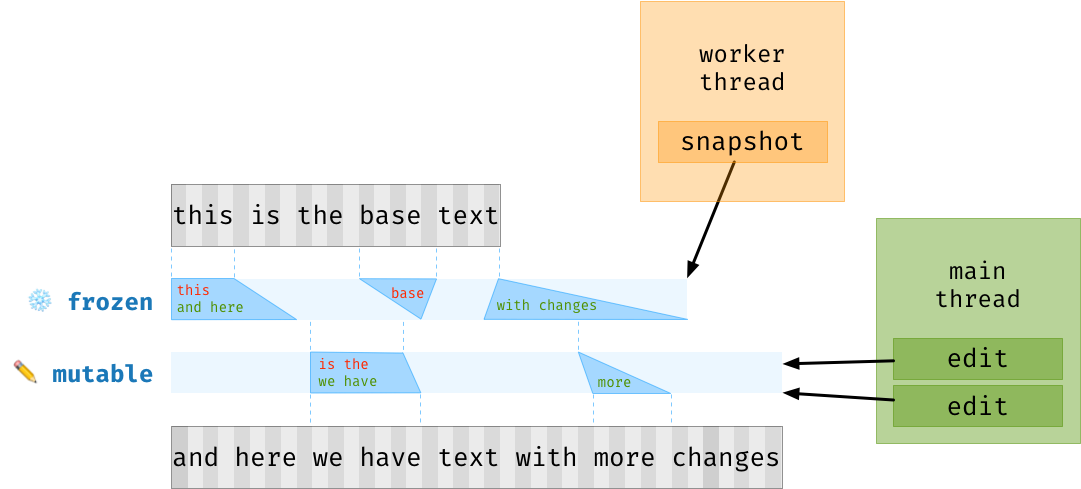 worker
thread
snapshot
this is the base text
main
thread
frozen
this
and here
base
with changes
mutable
is the
we have
more
edit
edit
and here we have text with more changes